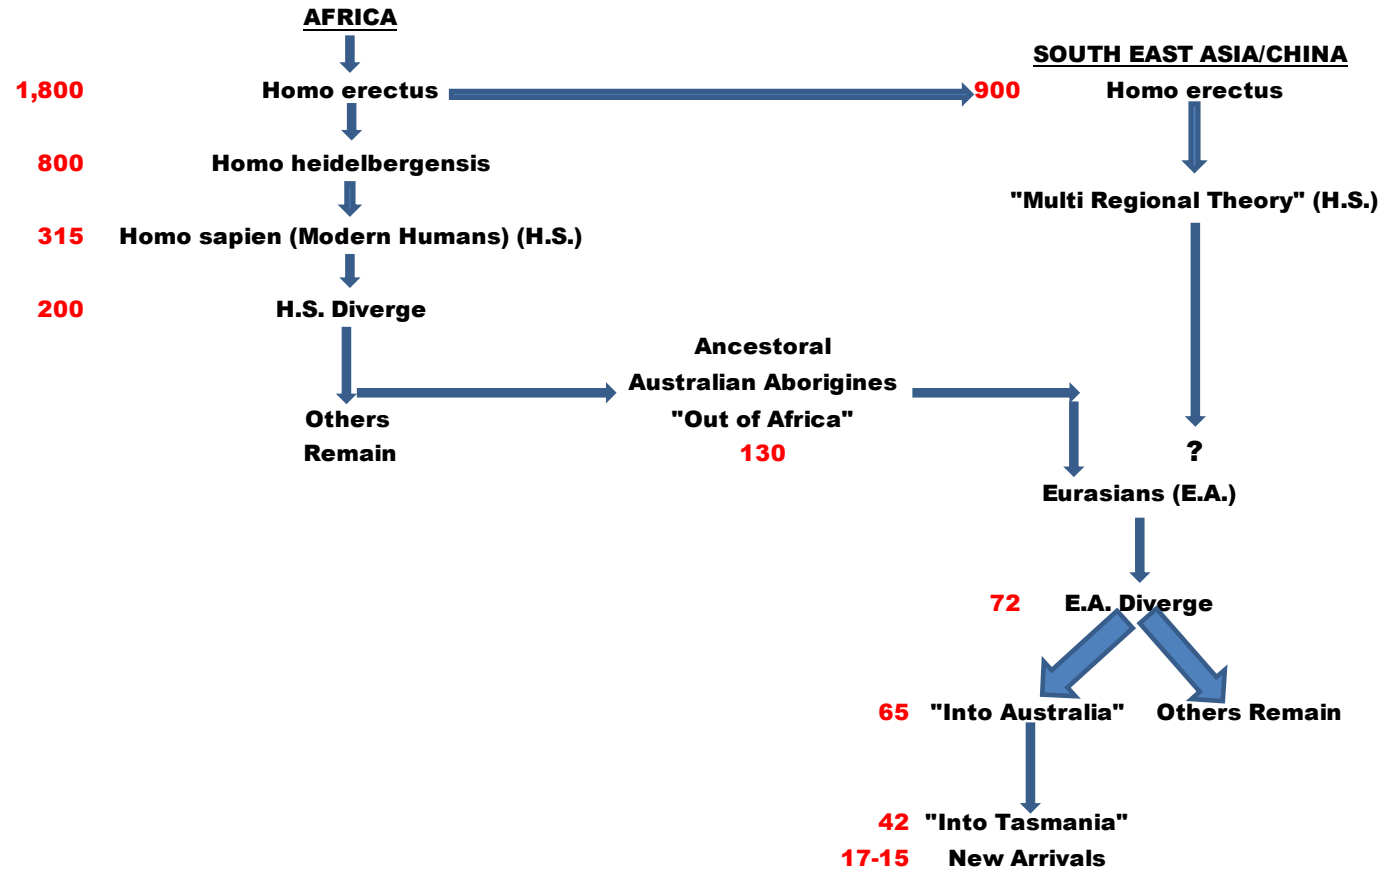 AFRICA
SOUTH EAST ASIA/CHINA
1,800 Homo erectus 900 Homo erectus
800 Homo heidelbergensis
"Multi Regional Theory" (H.S.)
315 Homo sapien (Modern Humans) (H.S.)
200 H.S. Diverge
Ancestoral
Australian Aborigines
Others "Out of Africa"
Remain 130 ?
Eurasians (E.A.)
72 E.A. Diverge
65 "Into Australia" Others Remain
42 "Into Tasmania"
17-15 New Arrivals